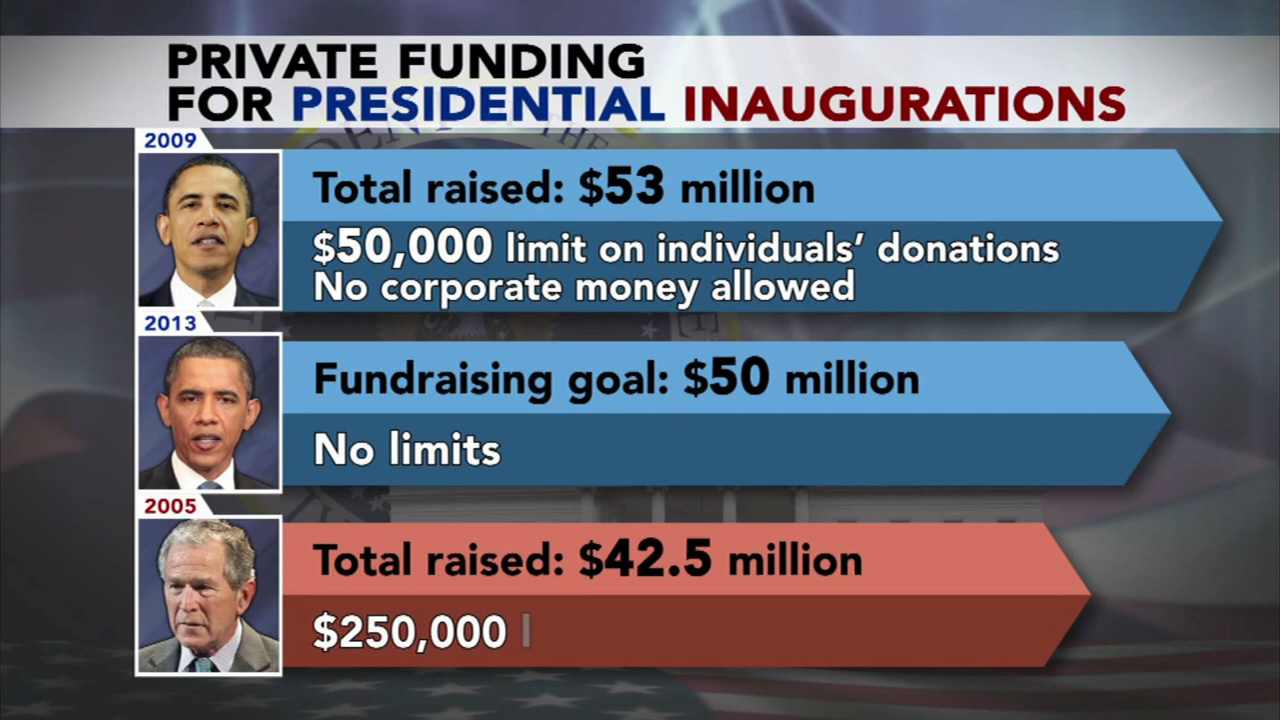 PRIVATE FUNDING
FOR PRESIDENTIAL INAUGURATIONS
2009
Total raised: $53 million
$50,000 limit on individuals’ donations
No corporate money allowed
2013
Fundraising goal: $50 million
No limits
2005
Total raised: $42.5 million
$250,000